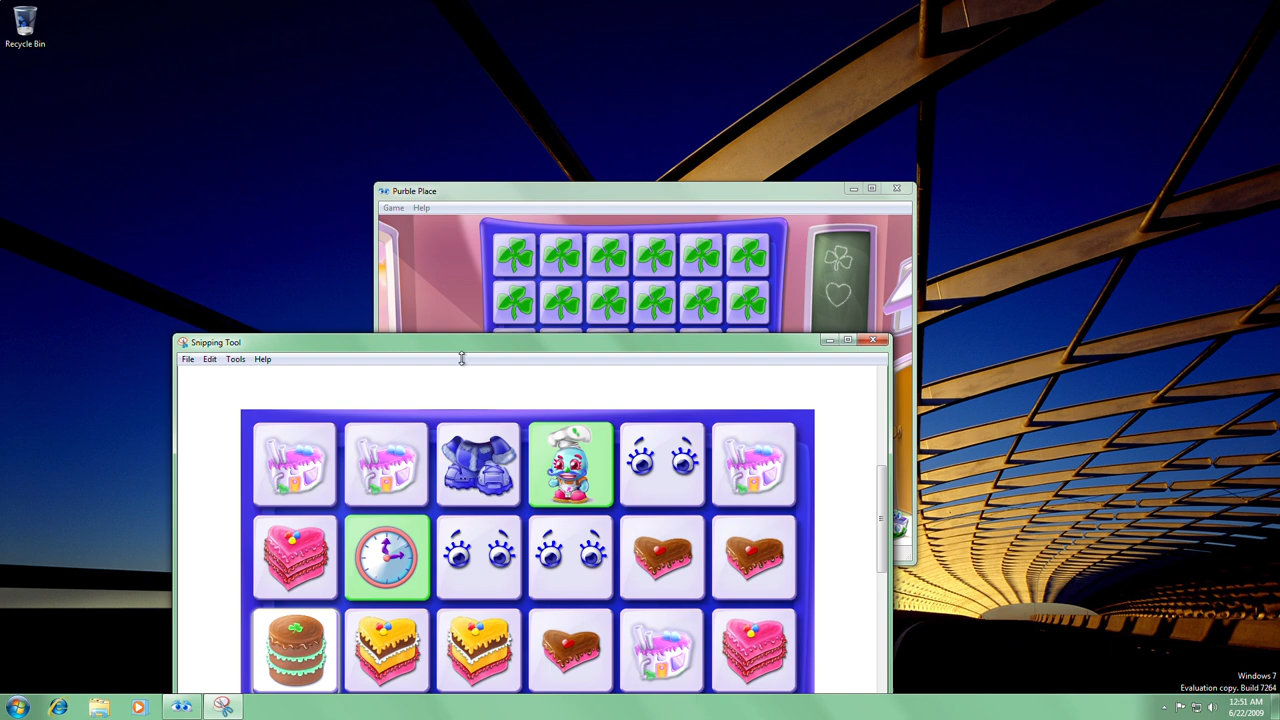 Recycle Bin
Purble Place
Game Help
Snipping Tool
File Edit Tools Help
Windows 7
Evaluation copy. Build 7264
12:51 AM
6/22/2009